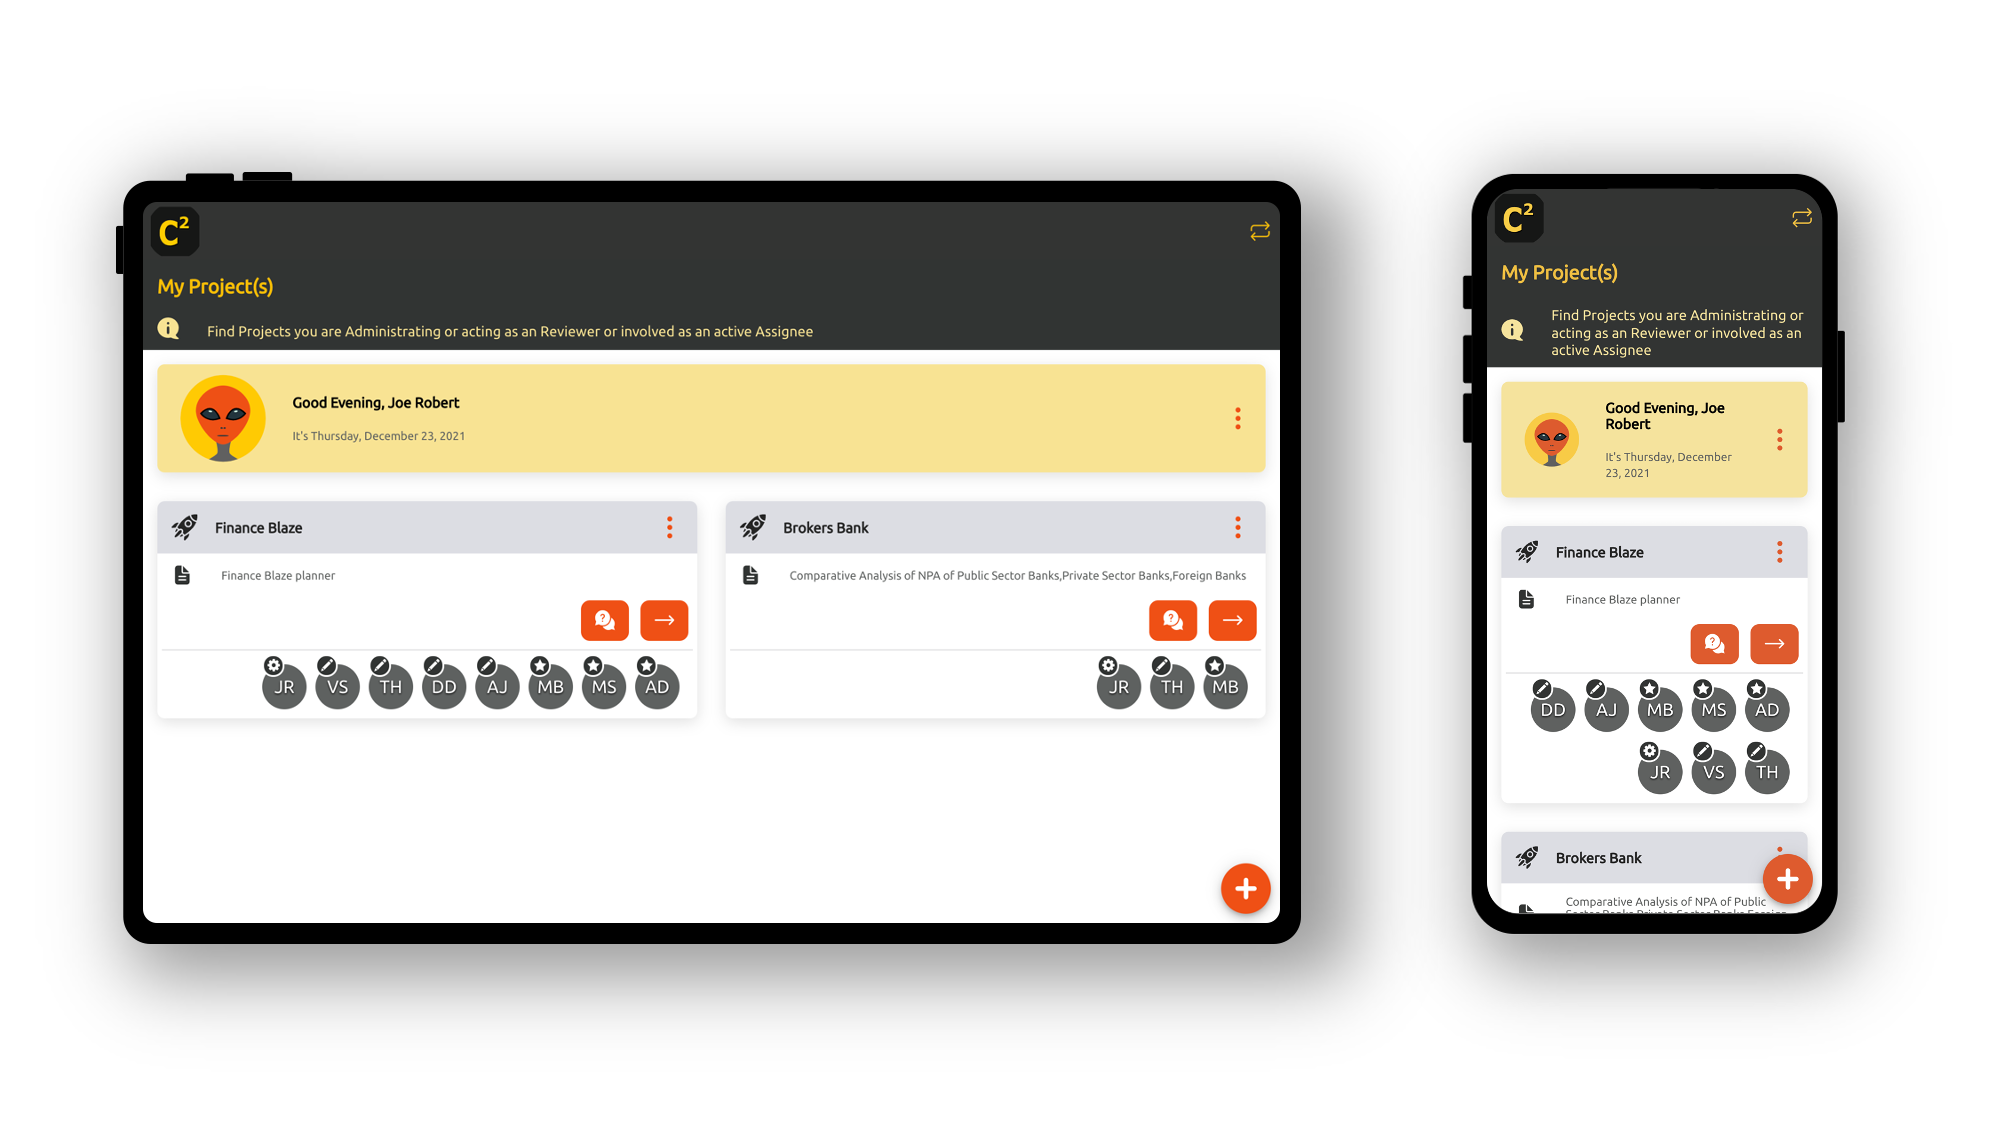 C²
My Project(s)
Find Projects you are Administrating or acting as an Reviewer or involved as an active Assignee
Good Evening, Joe Robert
It's Thursday, December 23, 2021
Finance Blaze
Finance Blaze planner
JR VS TH DD AJ MB MS AD
Brokers Bank
Comparative Analysis of NPA of Public Sector Banks,Private Sector Banks,Foreign Banks
JR TH MB
C²
My Project(s)
Find Projects you are Administrating or
acting as an Reviewer or involved as an
active Assignee
Good Evening, Joe
Robert
It's Thursday, December
23, 2021
Finance Blaze
Finance Blaze planner
DD AJ MB MS AD
JR VS TH
Brokers Bank
Comparative Analysis of NPA of Public